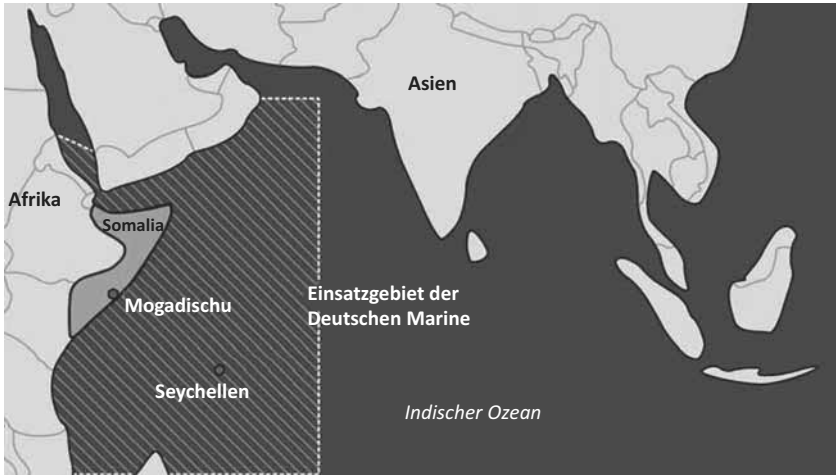 Asien
Afrika
Somalia
Mogadischu
Einsatzgebiet der
Deutschen Marine
Seychellen
Indischer Ozean